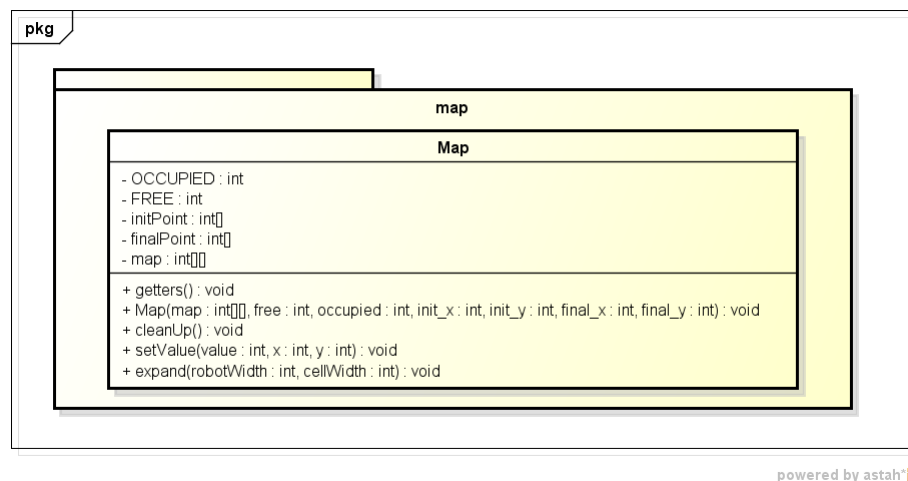 pkg
map
Map
- OCCUPIED : int
- FREE : int
- initPoint : int[]
- finalPoint : int[]
- map : int[][]
+ getters() : void
+ Map(map : int[][], free : int, occupied : int, init_x : int, init_y : int, final_x : int, final_y : int) : void
+ cleanUp() : void
+ setValue(value : int, x : int, y : int) : void
+ expand(robotWidth : int, cellWidth : int) : void
powered by astah*